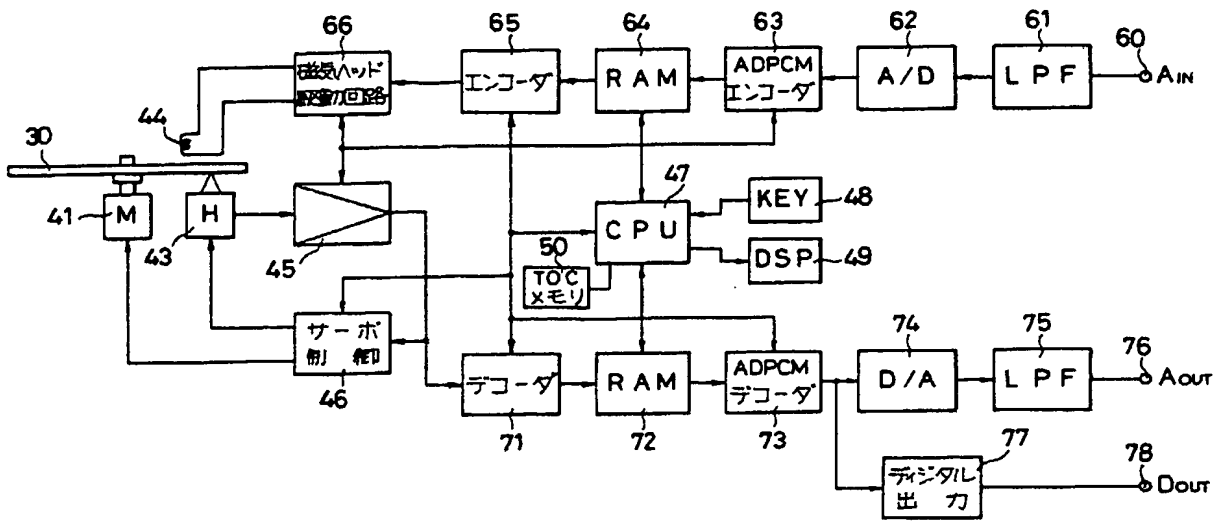 66
65
64
63
62
61
60
磁気ヘッド
駆動回路
エンコーダ
RAM
ADPCM
エンコーダ
A/D
LPF
AIN
44
30
41
M
43
H
45
47
CPU
KEY
48
50
TOC
メモリ
DSP
49
サーボ
制御
46
デコーダ
71
RAM
72
ADPCM
デコーダ
73
74
D/A
75
LPF
76
AOUT
77
ディジタル
出力
78
DOUT